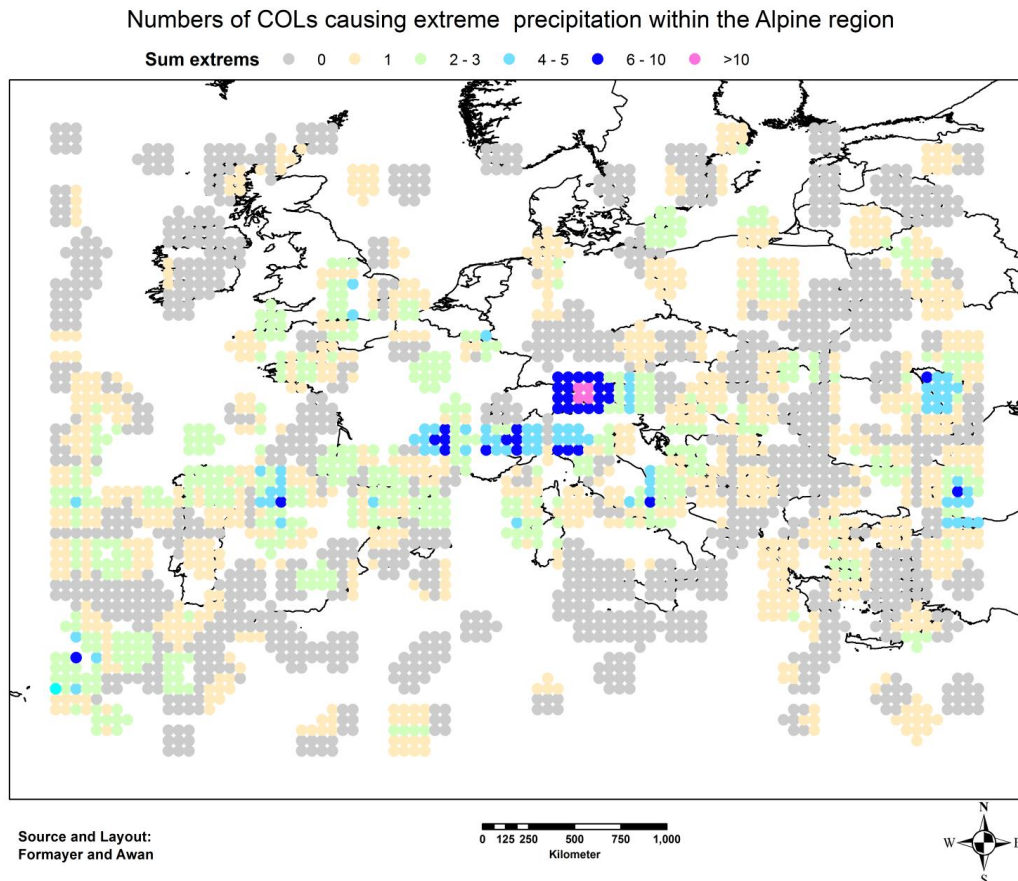 Numbers of COLs causing extreme precipitation within the Alpine region
Sum extrems 0 1 2 - 3 4 - 5 6 - 10 >10
Source and Layout:
Formayer and Awan
0 125 250 500 750 1,000
Kilometer
N
W E
S